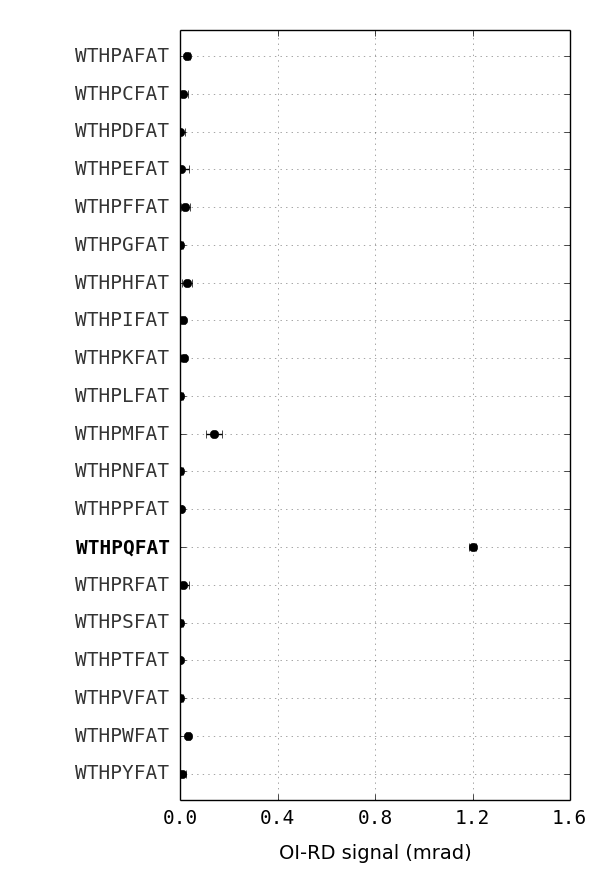 WTHPAFAT
WTHPCFAT
WTHPDFAT
WTHPEFAT
WTHPFFAT
WTHPGFAT
WTHPHFAT
WTHPIFAT
WTHPKFAT
WTHPLFAT
WTHPMFAT
WTHPNFAT
WTHPPFAT
WTHPQFAT
WTHPRFAT
WTHPSFAT
WTHPTFAT
WTHPVFAT
WTHPWFAT
WTHPYFAT
0.0 0.4 0.8 1.2 1.6
OI-RD signal (mrad)